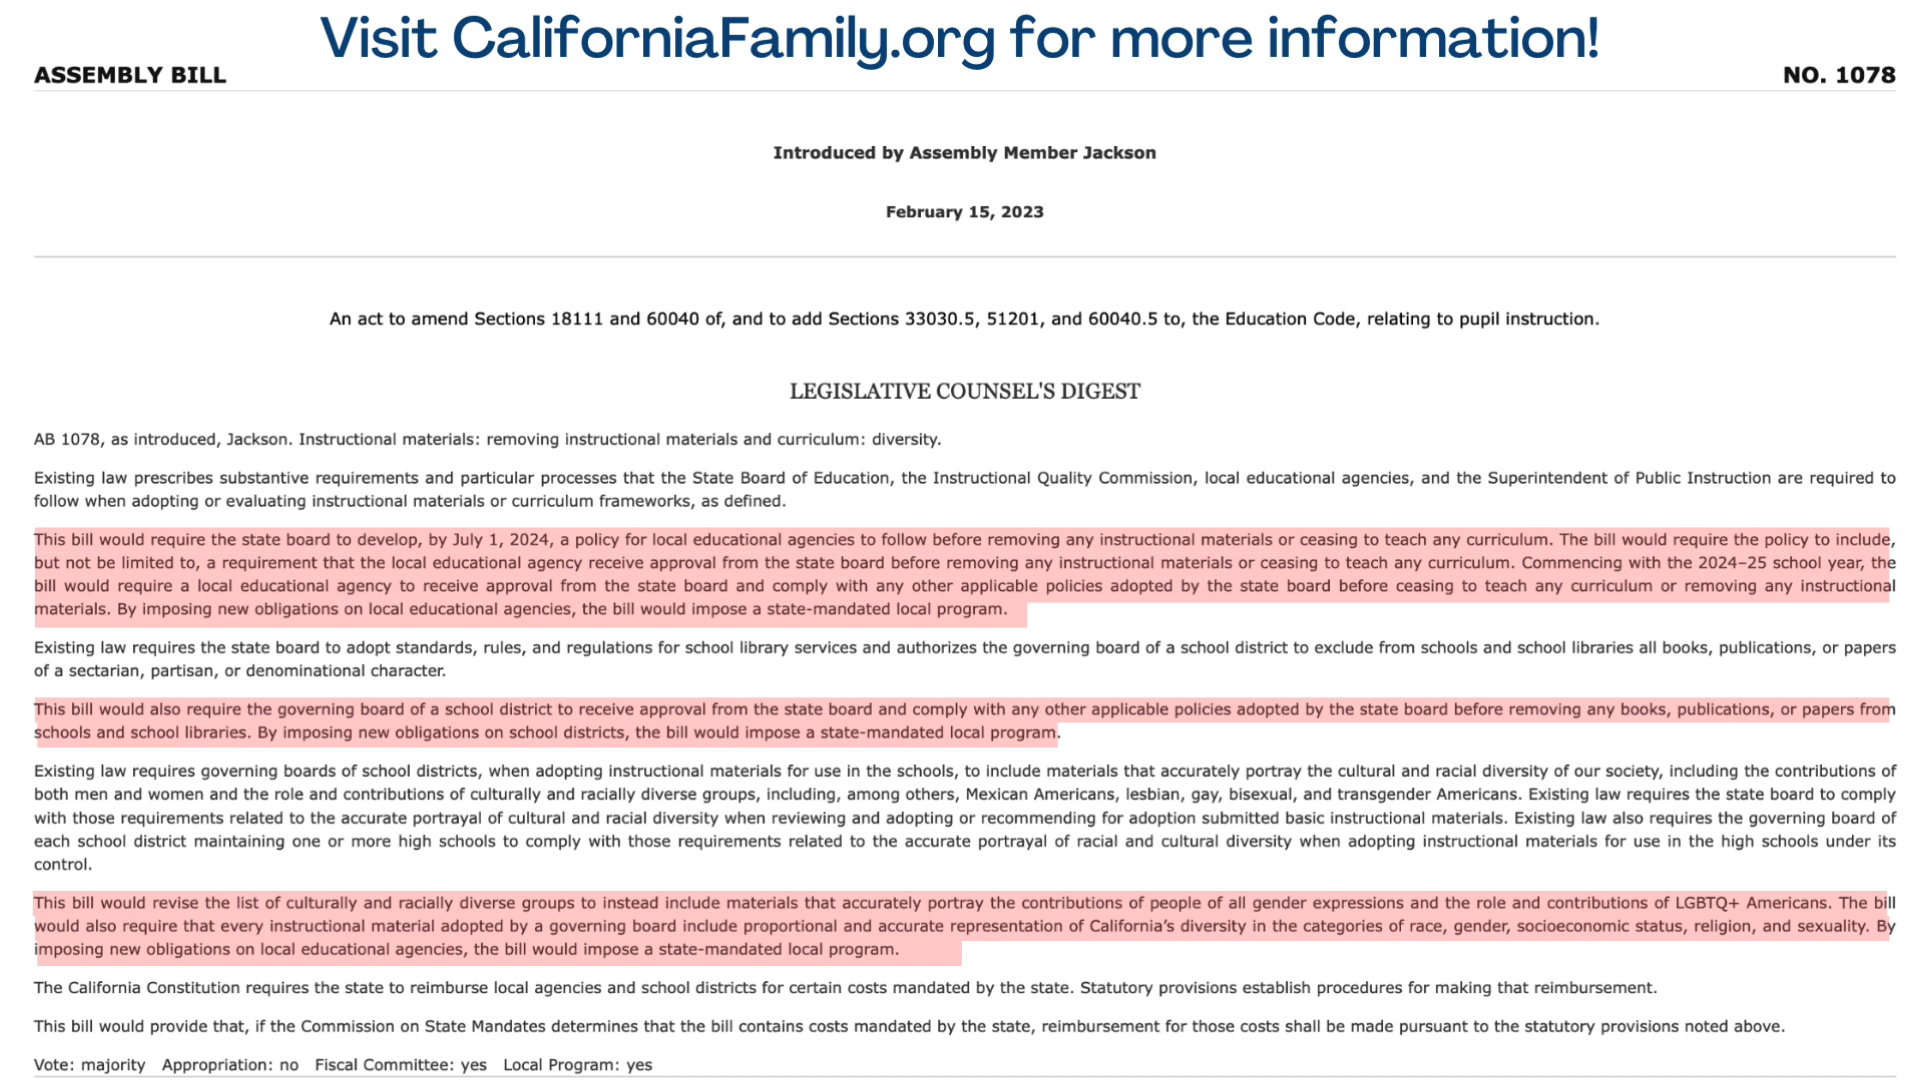 Visit CaliforniaFamily.org for more information!
ASSEMBLY BILL NO. 1078
Introduced by Assembly Member Jackson
February 15, 2023
An act to amend Sections 18111 and 60040 of, and to add Sections 33030.5, 51201, and 60040.5 to, the Education Code, relating to pupil instruction.
LEGISLATIVE COUNSEL'S DIGEST
AB 1078, as introduced, Jackson. Instructional materials: removing instructional materials and curriculum: diversity.
Existing law prescribes substantive requirements and particular processes that the State Board of Education, the Instructional Quality Commission, local educational agencies, and the Superintendent of Public Instruction are required to
follow when adopting or evaluating instructional materials or curriculum frameworks, as defined.
This bill would require the state board to develop, by July 1, 2024, a policy for local educational agencies to follow before removing any instructional materials or ceasing to teach any curriculum. The bill would require the policy to include,
but not be limited to, a requirement that the local educational agency receive approval from the state board before removing any instructional materials or ceasing to teach any curriculum. Commencing with the 2024–25 school year, the
bill would require a local educational agency to receive approval from the state board and comply with any other applicable policies adopted by the state board before ceasing to teach any curriculum or removing any instructional
materials. By imposing new obligations on local educational agencies, the bill would impose a state-mandated local program.
Existing law requires the state board to adopt standards, rules, and regulations for school library services and authorizes the governing board of a school district to exclude from schools and school libraries all books, publications, or papers
of a sectarian, partisan, or denominational character.
This bill would also require the governing board of a school district to receive approval from the state board and comply with any other applicable policies adopted by the state board before removing any books, publications, or papers from
schools and school libraries. By imposing new obligations on school districts, the bill would impose a state-mandated local program.
Existing law requires governing boards of school districts, when adopting instructional materials for use in the schools, to include materials that accurately portray the cultural and racial diversity of our society, including the contributions of
both men and women and the role and contributions of culturally and racially diverse groups, including, among others, Mexican Americans, lesbian, gay, bisexual, and transgender Americans. Existing law requires the state board to comply
with those requirements related to the accurate portrayal of cultural and racial diversity when reviewing and adopting or recommending for adoption submitted basic instructional materials. Existing law also requires the governing board of
each school district maintaining one or more high schools to comply with those requirements related to the accurate portrayal of racial and cultural diversity when adopting instructional materials for use in the high schools under its
control.
This bill would revise the list of culturally and racially diverse groups to instead include materials that accurately portray the contributions of people of all gender expressions and the role and contributions of LGBTQ+ Americans. The bill
would also require that every instructional material adopted by a governing board include proportional and accurate representation of California’s diversity in the categories of race, gender, socioeconomic status, religion, and sexuality. By
imposing new obligations on local educational agencies, the bill would impose a state-mandated local program.
The California Constitution requires the state to reimburse local agencies and school districts for certain costs mandated by the state. Statutory provisions establish procedures for making that reimbursement.
This bill would provide that, if the Commission on State Mandates determines that the bill contains costs mandated by the state, reimbursement for those costs shall be made pursuant to the statutory provisions noted above.
Vote: majority Appropriation: no Fiscal Committee: yes Local Program: yes